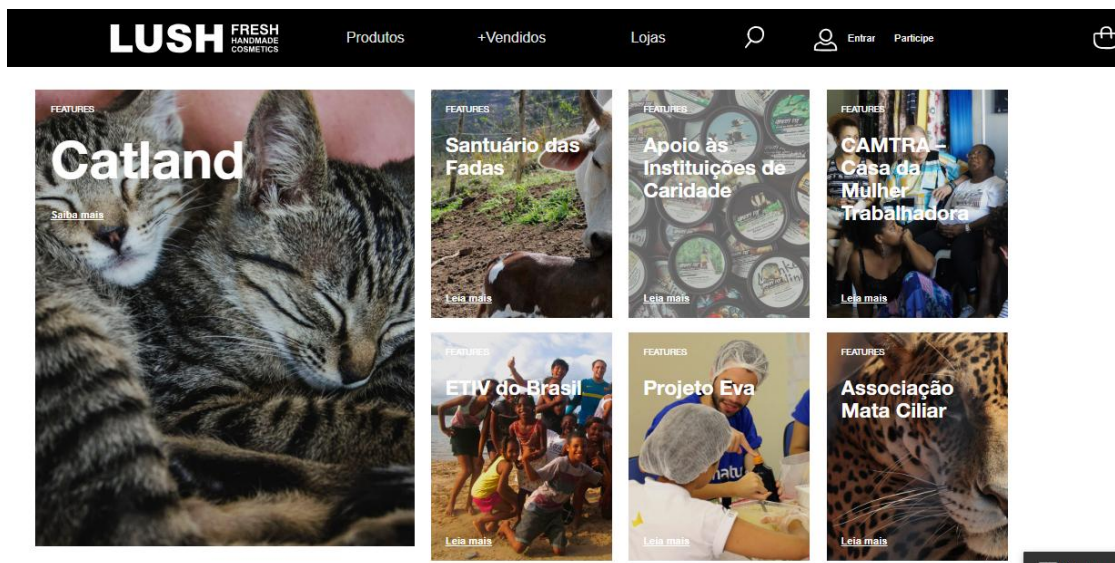 LUSH FRESH
HANDMADE
COSMETICS
Produtos
+Vendidos
Lojas
Entrar
Participe
FEATURES
Catland
Saiba mais
FEATURES
Santuário das
Fadas
Leia mais
FEATURES
Apoio às
Instituições de
Caridade
Leia mais
FEATURES
CAMTRA –
Casa da
Mulher
Trabalhadora
Leia mais
FEATURES
ETIV do Brasil
Leia mais
FEATURES
Projeto Eva
Leia mais
FEATURES
Associação
Mata Ciliar
Leia mais